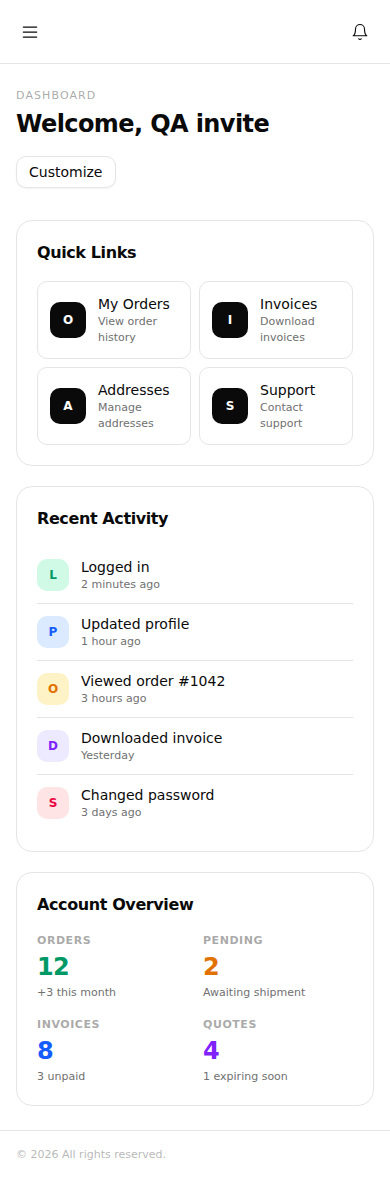 DASHBOARD
Welcome, QA invite
Customize
Quick Links
O
My Orders
View order
history
I
Invoices
Download
invoices
A
Addresses
Manage
addresses
S
Support
Contact
support
Recent Activity
L
Logged in
2 minutes ago
P
Updated profile
1 hour ago
O
Viewed order #1042
3 hours ago
D
Downloaded invoice
Yesterday
S
Changed password
3 days ago
Account Overview
ORDERS
12
+3 this month
PENDING
2
Awaiting shipment
INVOICES
8
3 unpaid
QUOTES
4
1 expiring soon
© 2026 All rights reserved.